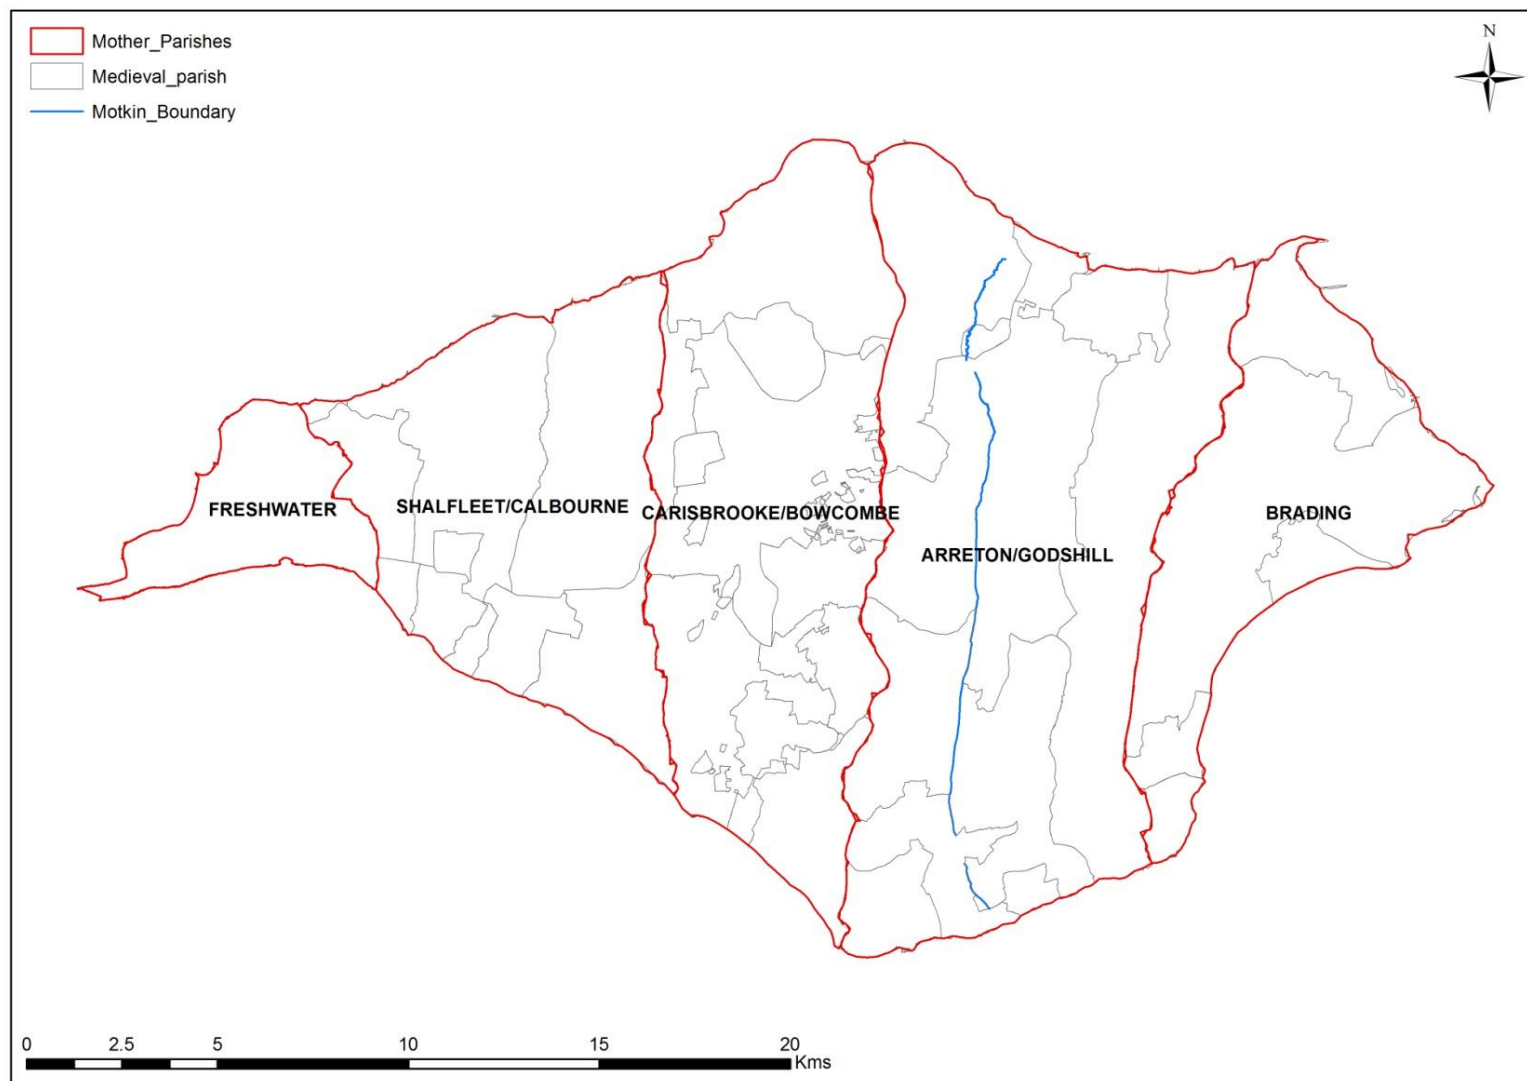 Mother_Parishes
Medieval_parish
Motkin_Boundary
N
FRESHWATER
SHALFLEET/CALBOURNE
CARISBROOKE/BOWCOMBE
ARRETON/GODSHILL
BRADING
0 2.5 5 10 15 20
Kms